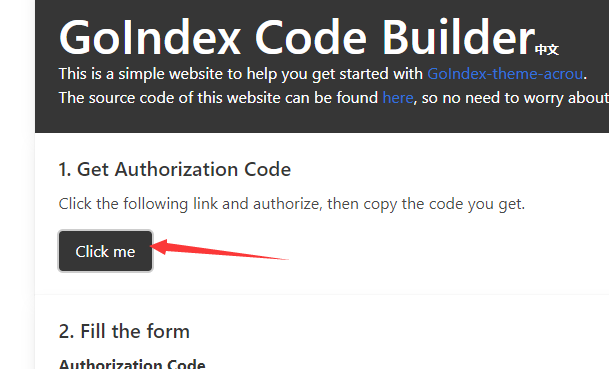 GoIndex Code Builder中文
This is a simple website to help you get started with GoIndex-theme-acrou.
The source code of this website can be found here, so no need to worry about
1. Get Authorization Code
Click the following link and authorize, then copy the code you get.
Click me
2. Fill the form
Authorization Code